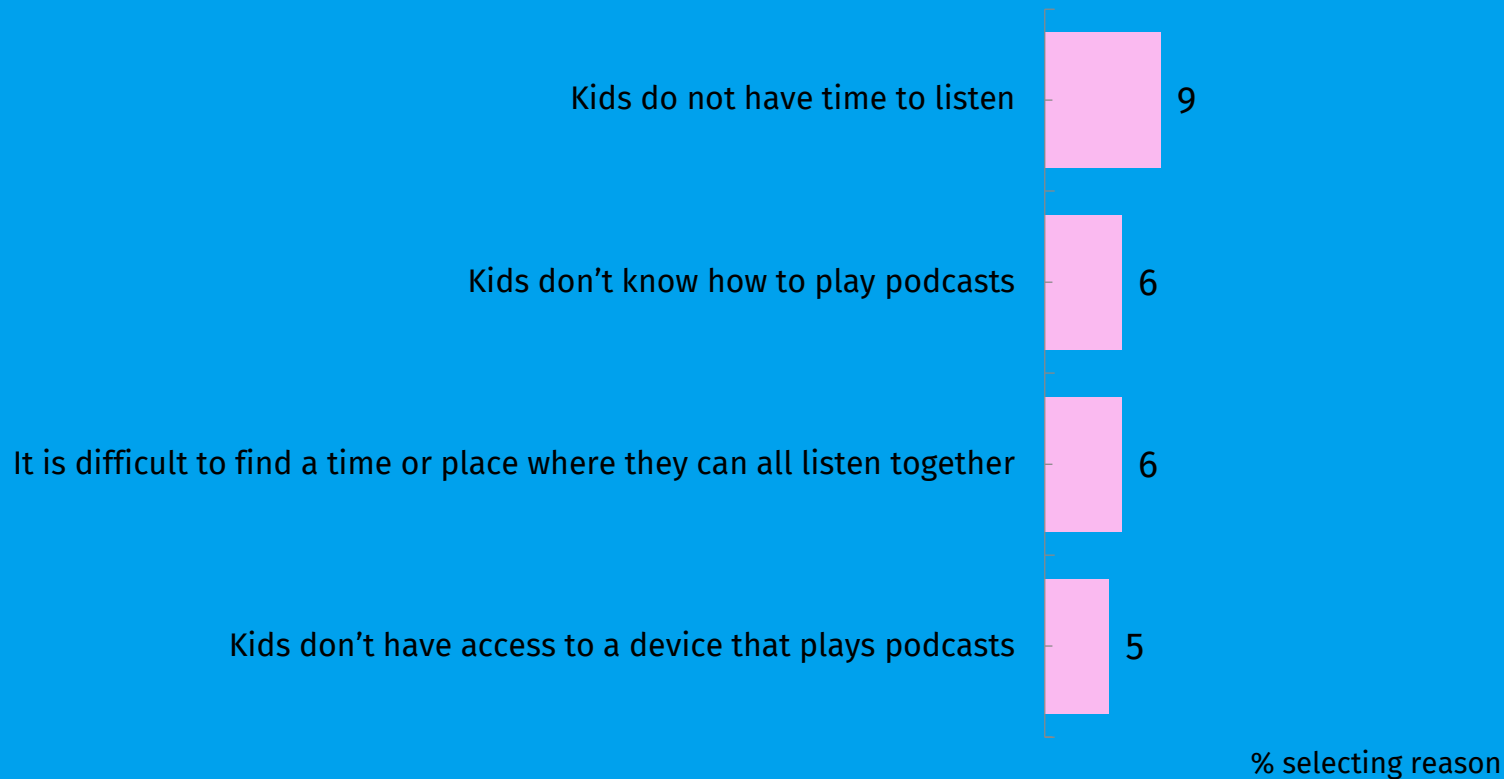 Kids do not have time to listen 9
Kids don’t know how to play podcasts 6
It is difficult to find a time or place where they can all listen together 6
Kids don’t have access to a device that plays podcasts 5
% selecting reason